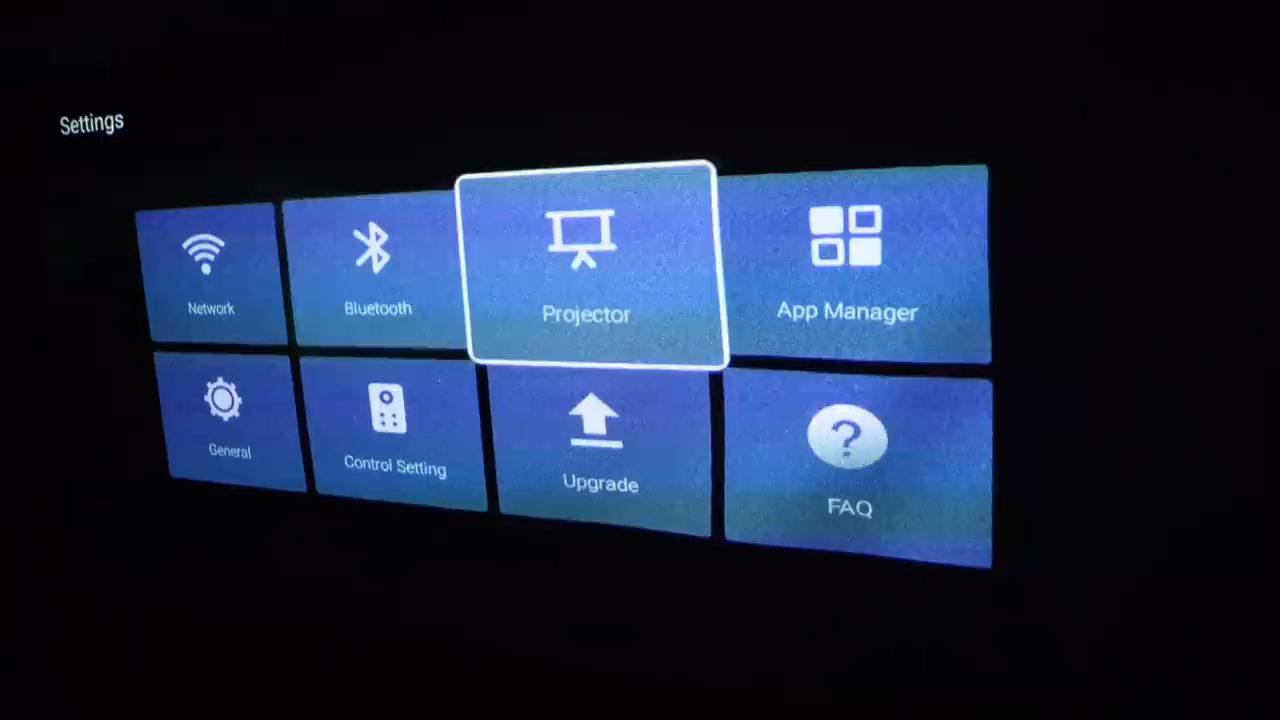 Settings
Network
Bluetooth
Projector
App Manager
General
Control Setting
Upgrade
FAQ